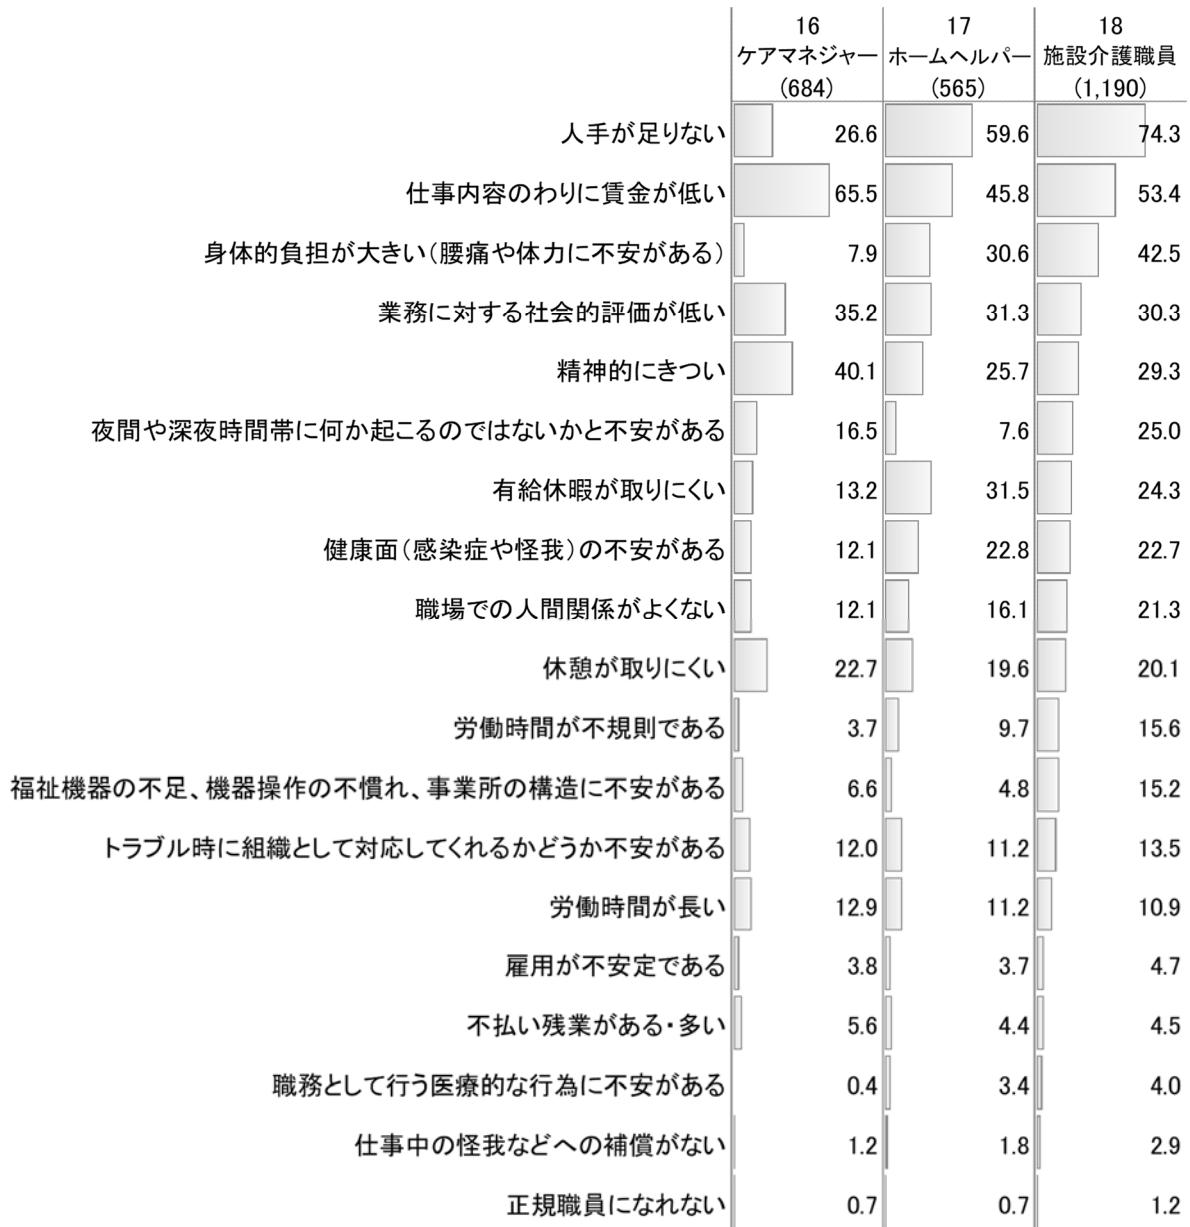 16 17 18
ケアマネジャー ホームヘルパー 施設介護職員
(684) (565) (1,190)
人手が足りない 26.6 59.6 74.3
仕事内容のわりに賃金が低い 65.5 45.8 53.4
身体的負担が大きい(腰痛や体力に不安がある) 7.9 30.6 42.5
業務に対する社会的評価が低い 35.2 31.3 30.3
精神的にきつい 40.1 25.7 29.3
夜間や深夜時間帯に何か起こるのではないかと不安がある 16.5 7.6 25.0
有給休暇が取りにくい 13.2 31.5 24.3
健康面(感染症や怪我)の不安がある 12.1 22.8 22.7
職場での人間関係がよくない 12.1 16.1 21.3
休憩が取りにくい 22.7 19.6 20.1
労働時間が不規則である 3.7 9.7 15.6
福祉機器の不足、機器操作の不慣れ、事業所の構造に不安がある 6.6 4.8 15.2
トラブル時に組織として対応してくれるかどうか不安がある 12.0 11.2 13.5
労働時間が長い 12.9 11.2 10.9
雇用が不安定である 3.8 3.7 4.7
不払い残業がある・多い 5.6 4.4 4.5
職務として行う医療的な行為に不安がある 0.4 3.4 4.0
仕事中の怪我などへの補償がない 1.2 1.8 2.9
正規職員になれない 0.7 0.7 1.2